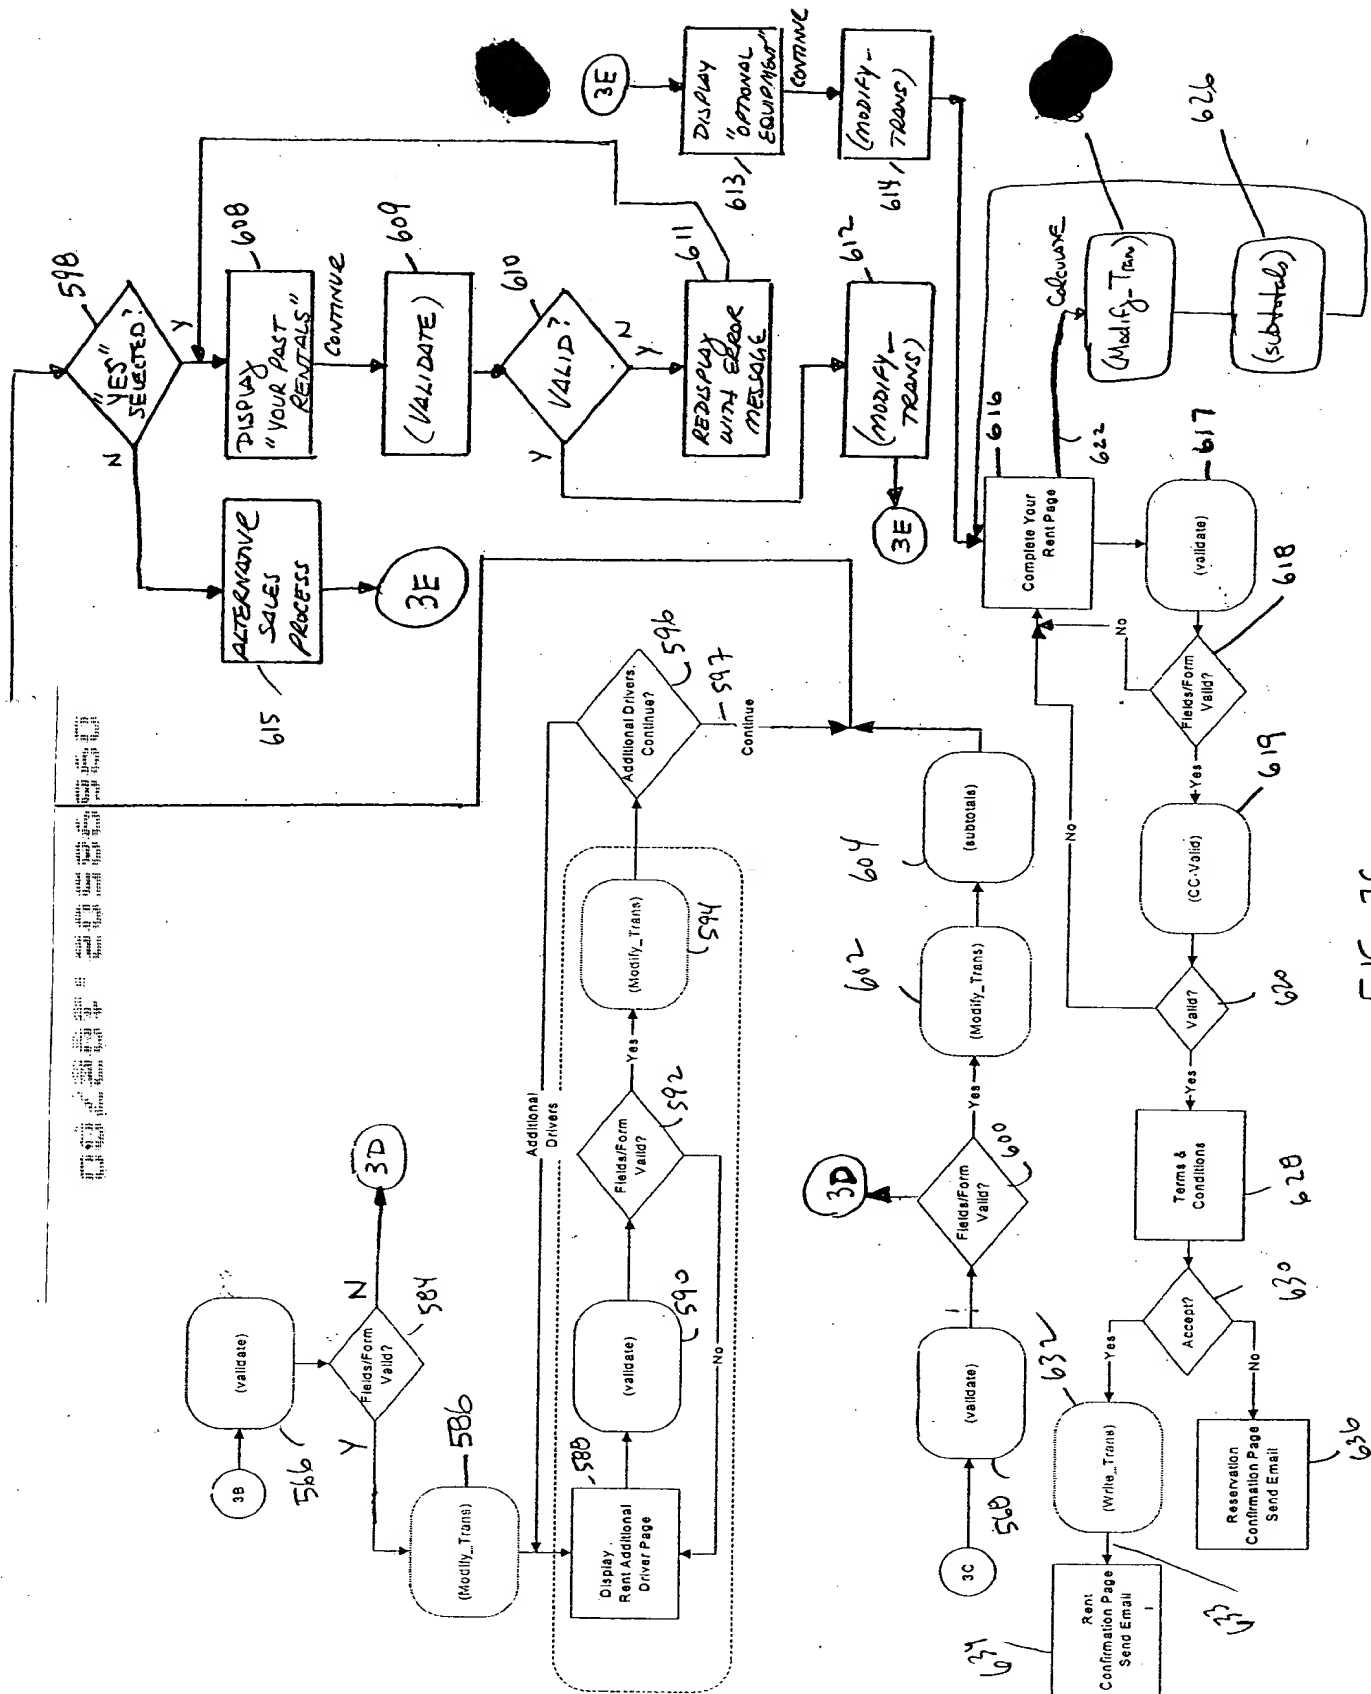 3B
(validate)
566
Fields/Form
Valid?
584
N
3D
Y
(Modify_Trans)
586
Display
Rent Additional
Driver Page
588
(validate)
590
Fields/Form
Valid?
592
No
Yes
(Modify_Trans)
594
Additional
Drivers
Additional Drivers.
Continue?
596
597
Continue
"YES"
SELECTED?
598
N
Y
ALTERNATIVE
SALES
PROCESS
615
3E
DISPLAY
"YOUR PAST
RENTALS"
608
CONTINUE
(VALIDATE)
609
VALID?
610
Y
N
Y
REDISPLAY
WITH ERROR
MESSAGE
611
(MODIFY-
TRANS)
612
3E
3E
DISPLAY
"OPTIONAL
EQUIPMENT"
613
CONTINUE
(MODIFY-
TRANS)
614
3C
(validate)
568
Fields/Form
Valid?
600
3D
Yes
(Modify_Trans)
602
(subtotals)
604
Complete Your
Rent Page
616
622
Calculate
(Modify_Tran)
(subtotals)
626
(validate)
617
Fields/Form
Valid?
618
No
Yes
(CC-Valid)
619
Valid?
620
No
Yes
Terms &
Conditions
628
Accept?
630
Yes
No
(Write_Trans)
632
633
Rent
Confirmation Page
Send Email
634
Reservation
Confirmation Page
Send Email
636